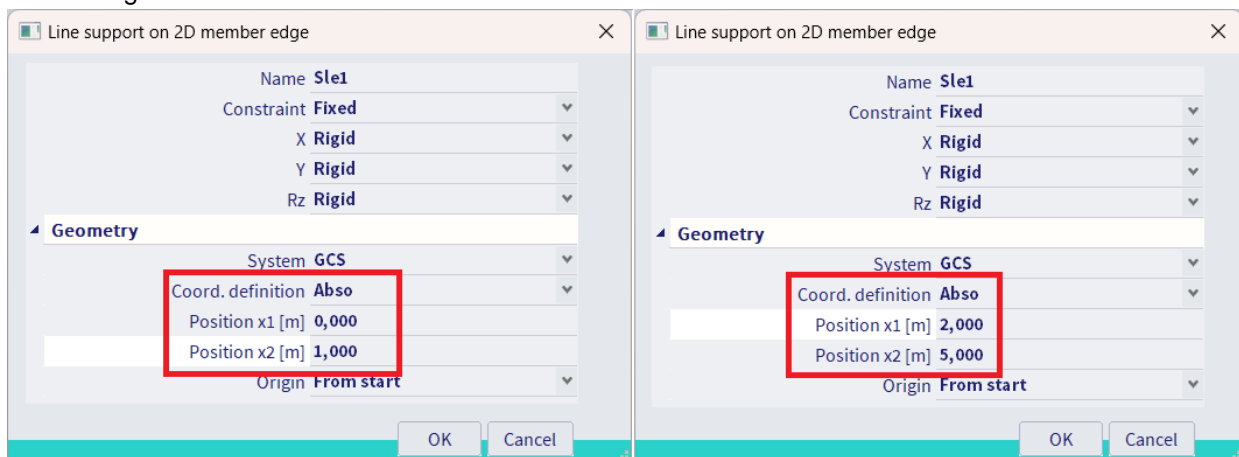 Line support on 2D member edge
Name Sle1
Constraint Fixed
X Rigid
Y Rigid
Rz Rigid
Geometry
System GCS
Coord. definition Abso
Position x1 [m] 0,000
Position x2 [m] 1,000
Origin From start
OK Cancel
Line support on 2D member edge
Name Sle1
Constraint Fixed
X Rigid
Y Rigid
Rz Rigid
Geometry
System GCS
Coord. definition Abso
Position x1 [m] 2,000
Position x2 [m] 5,000
Origin From start
OK Cancel